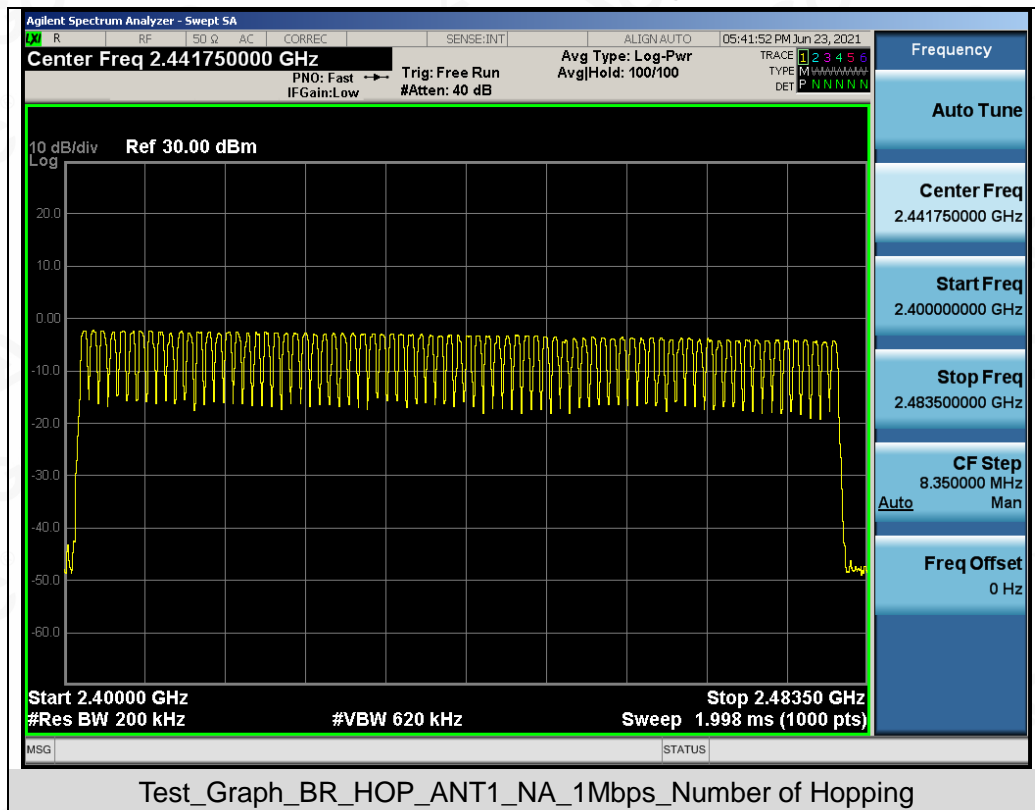 Agilent Spectrum Analyzer - Swept SA
LXI R RF 50 Ω AC CORREC SENSE:INT ALIGN AUTO 05:41:52 PM Jun 23, 2021
Center Freq 2.441750000 GHz
PNO: Fast
IFGain:Low
Trig: Free Run
#Atten: 40 dB
Avg Type: Log-Pwr
Avg|Hold: 100/100
TRACE 1 2 3 4 5 6
TYPE M WWWWW
DET P N N N N N
10 dB/div Ref 30.00 dBm
Log
20.0
10.0
0.00
-10.0
-20.0
-30.0
-40.0
-50.0
-60.0
Start 2.40000 GHz Stop 2.48350 GHz
#Res BW 200 kHz #VBW 620 kHz Sweep 1.998 ms (1000 pts)
MSG STATUS
Frequency
Auto Tune
Center Freq
2.441750000 GHz
Start Freq
2.400000000 GHz
Stop Freq
2.483500000 GHz
CF Step
8.350000 MHz
Auto Man
Freq Offset
0 Hz
Test_Graph_BR_HOP_ANT1_NA_1Mbps_Number of Hopping